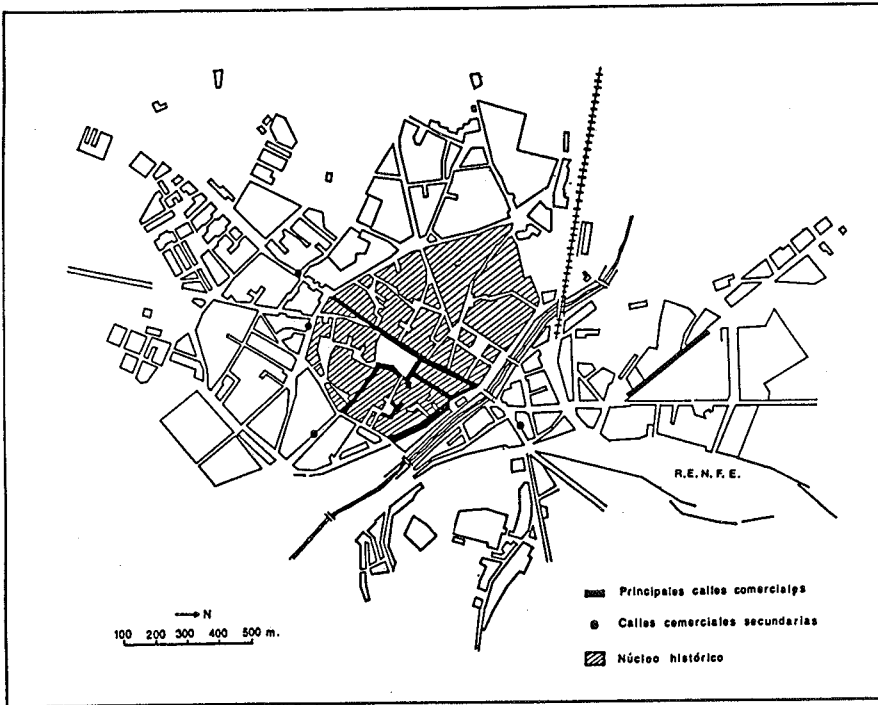 R.E.N.F.E.
Principales calles comerciales
Calles comerciales secundarias
Núcleo histórico
N
100 200 300 400 500 m.